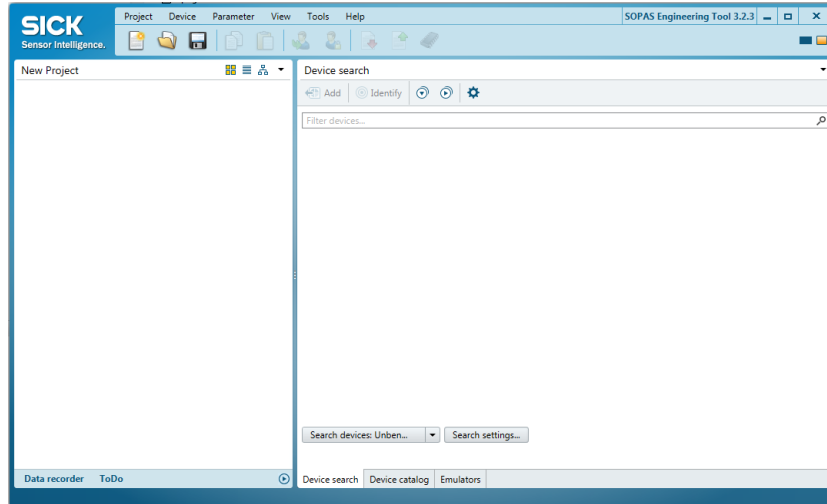 SICK
Sensor Intelligence.
Project Device Parameter View Tools Help
SOPAS Engineering Tool 3.2.3
New Project
Device search
Add Identify
Filter devices...
Search devices: Unben... Search settings...
Data recorder ToDo
Device search Device catalog Emulators